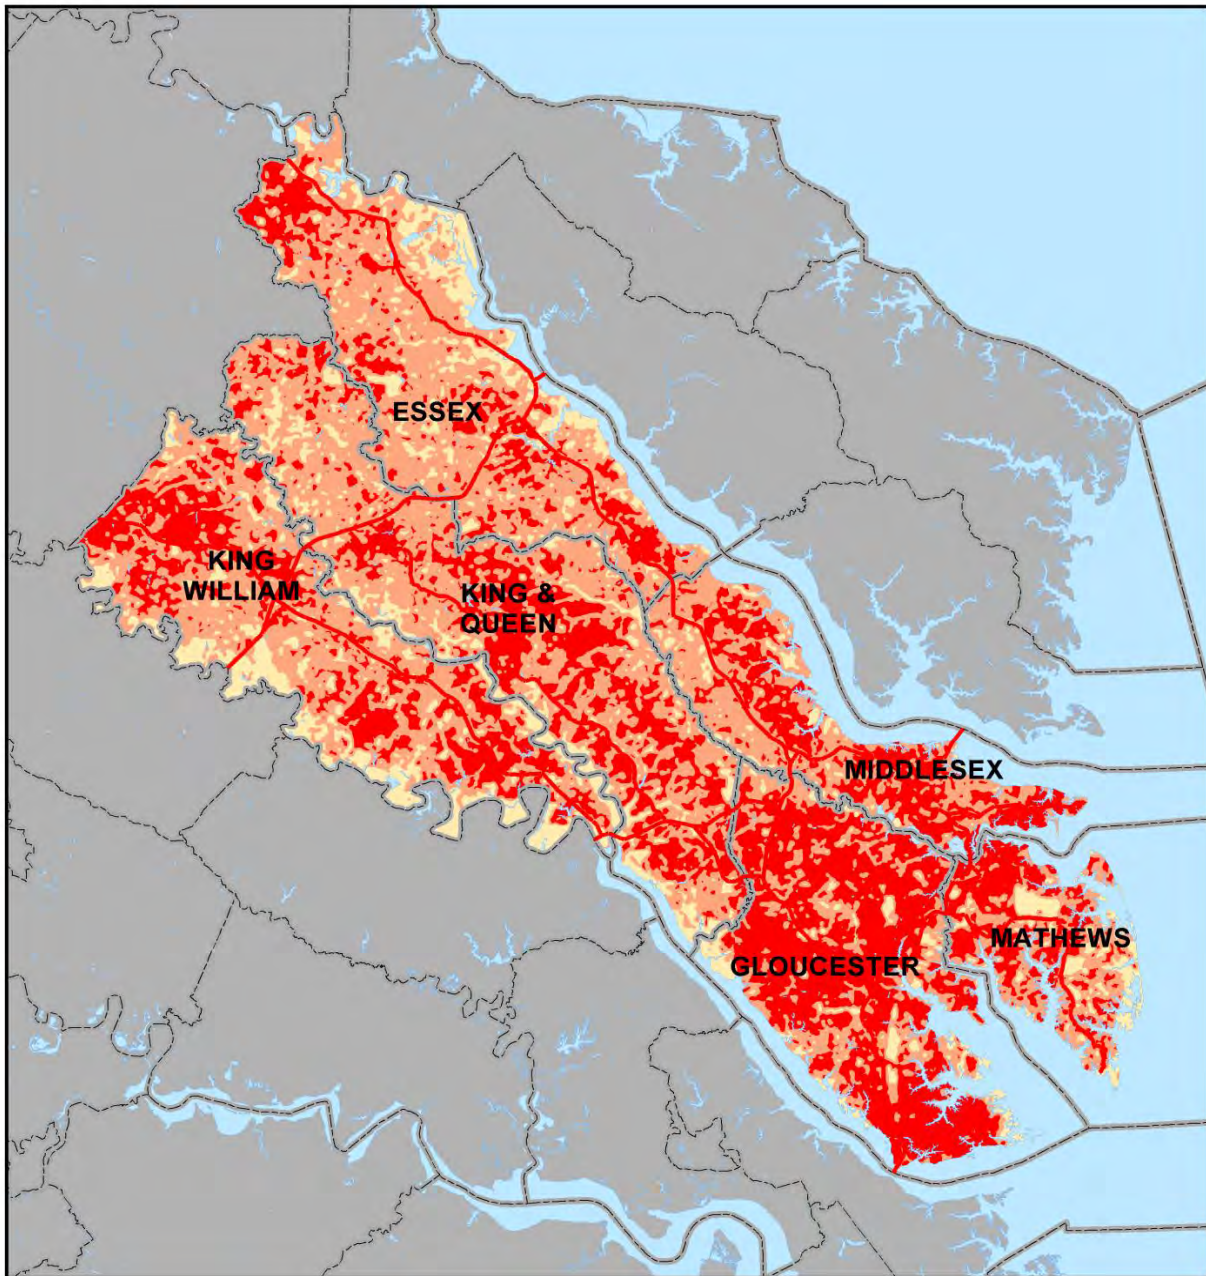 ESSEX
KING
WILLIAM
KING &
QUEEN
MIDDLESEX
MATHEWS
GLOUCESTER